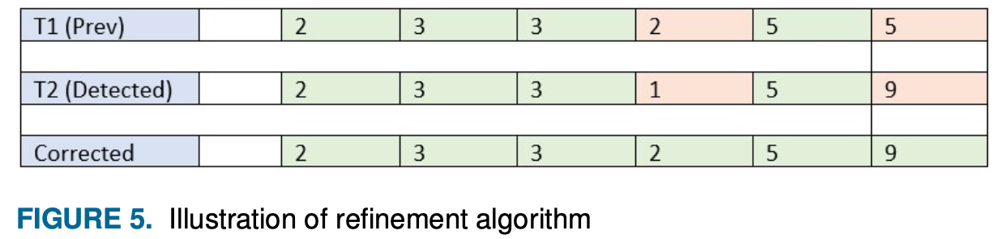 T1 (Prev) 2 3 3 2 5 5
T2 (Detected) 2 3 3 1 5 9
Corrected 2 3 3 2 5 9
FIGURE 5. Illustration of refinement algorithm